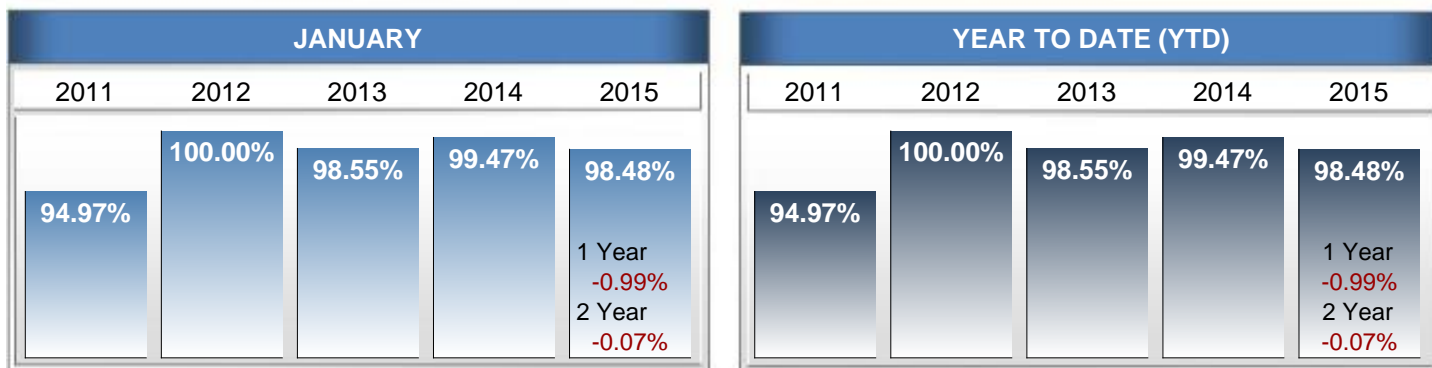 JANUARY
2011 2012 2013 2014 2015
100.00%
99.47%
98.55%
98.48%
94.97%
1 Year
-0.99%
2 Year
-0.07%
YEAR TO DATE (YTD)
2011 2012 2013 2014 2015
100.00%
99.47%
98.55%
98.48%
94.97%
1 Year
-0.99%
2 Year
-0.07%